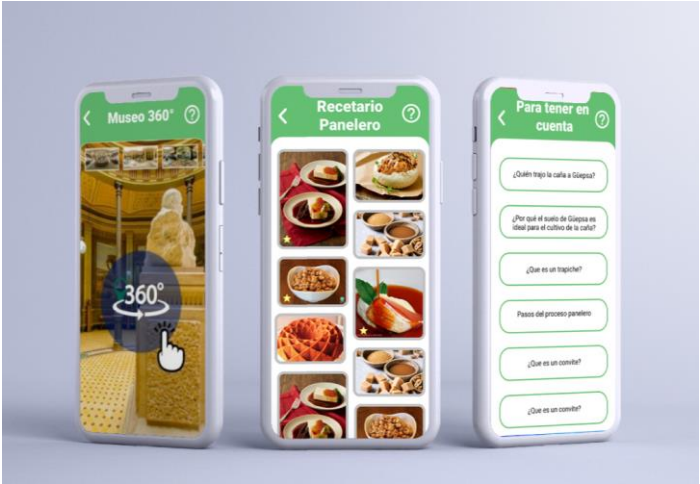 Museo 360°
?
360°
Recetario
Panelero
?
Para tener en
cuenta
?
¿Quién trajo la caña a Güepsa?
¿Por qué el suelo de Güepsa es
ideal para el cultivo de la caña?
¿Que es un trapiche?
Pasos del proceso panelero
¿Que es un convite?
¿Que es un convite?